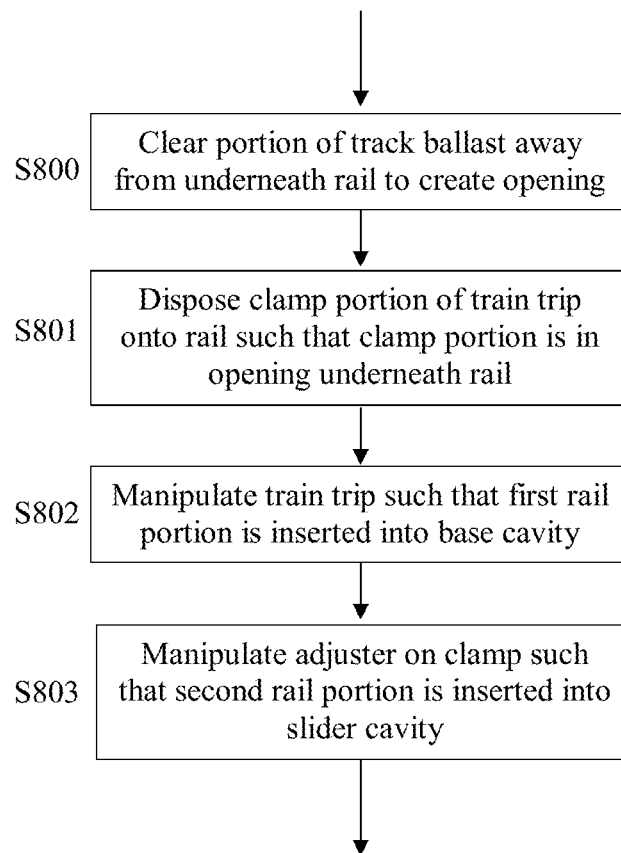 S800
Clear portion of track ballast away
from underneath rail to create opening
S801
Dispose clamp portion of train trip
onto rail such that clamp portion is in
opening underneath rail
S802
Manipulate train trip such that first rail
portion is inserted into base cavity
S803
Manipulate adjuster on clamp such
that second rail portion is inserted into
slider cavity